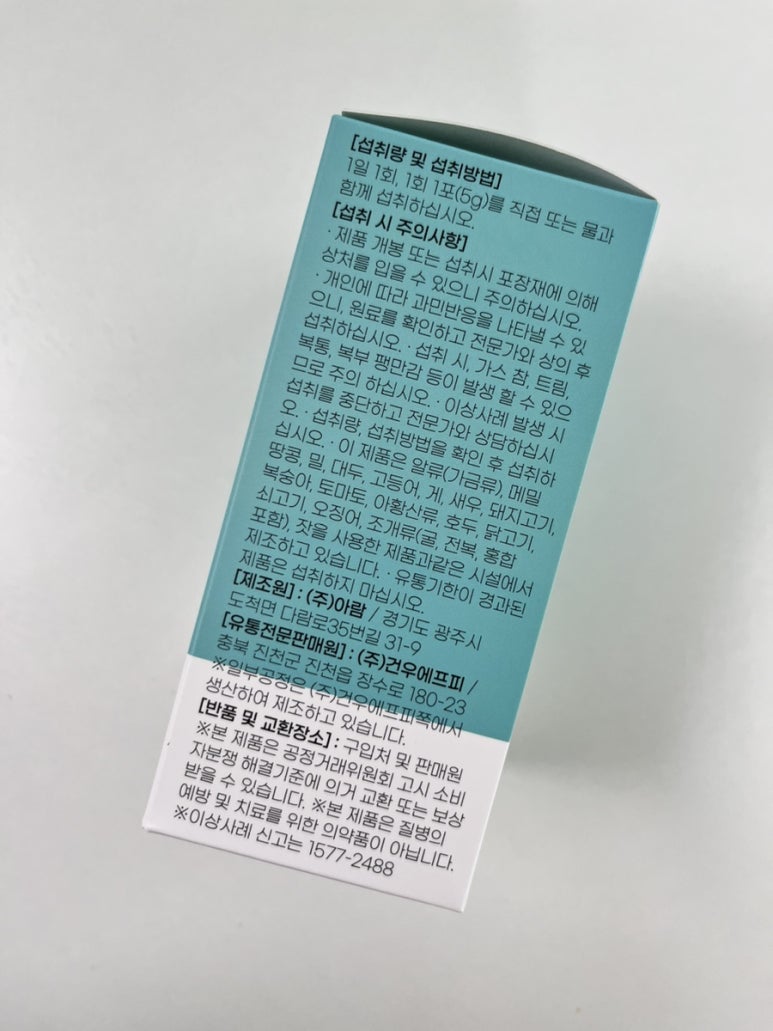 [섭취량 및 섭취방법]
1일 1회, 1회 1포(5g)를 직접 또는 물과
함께 섭취하십시오.
[섭취 시 주의사항]
· 제품 개봉 또는 섭취시 포장재에 의해
상처를 입을 수 있으니 주의하십시오.
· 개인에 따라 과민반응을 나타낼 수 있
으니, 원료를 확인하고 전문가와 상의 후
섭취하십시오. · 섭취 시, 가스 참, 트림,
복통, 복부 팽만감 등이 발생 할 수 있으
므로 주의 하십시오. · 이상사례 발생 시
섭취를 중단하고 전문가와 상담하십시
오. · 섭취량, 섭취방법을 확인 후 섭취하
십시오. · 이 제품은 알류(가금류), 메밀
땅콩, 밀, 대두, 고등어, 게, 새우, 돼지고기,
복숭아, 토마토, 아황산류, 호두, 닭고기,
쇠고기, 오징어, 조개류(굴, 전복, 홍합
포함), 잣을 사용한 제품과같은 시설에서
제조하고 있습니다. · 유통기한이 경과된
제품은 섭취하지 마십시오.
[제조원] : (주)아람 / 경기도 광주시
도척면 다람로35번길 31-9
[유통전문판매원] : (주)건우에프피 /
충북 진천군 진천읍 장수로 180-23
※일부공정은 (주)건우에프피쪽에서
생산하여 제조하고 있습니다.
[반품 및 교환장소] : 구입처 및 판매원
※본 제품은 공정거래위원회 고시 소비
자분쟁 해결기준에 의거 교환 또는 보상
받을 수 있습니다. ※본 제품은 질병의
예방 및 치료를 위한 의약품이 아닙니다.
※이상사례 신고는 1577-2488